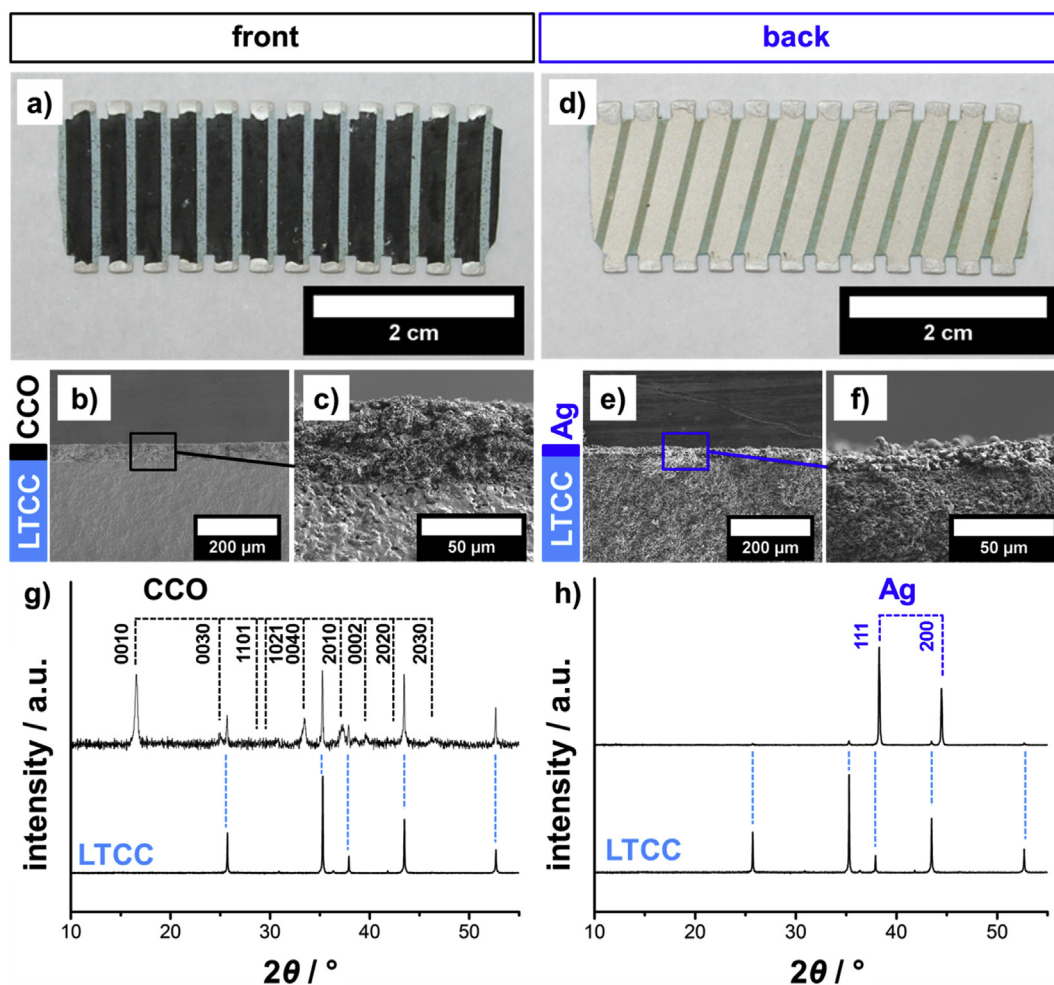 front
back
a)
2 cm
d)
2 cm
CCO
LTCC
b)
200 µm
c)
50 µm
Ag
LTCC
e)
200 µm
f)
50 µm
g)
CCO
0010
0030
1101
1021
0040
2010
0002
2020
2030
intensity / a.u.
LTCC
10 20 30 40 50
2θ / °
h)
Ag
111
200
intensity / a.u.
LTCC
10 20 30 40 50
2θ / °